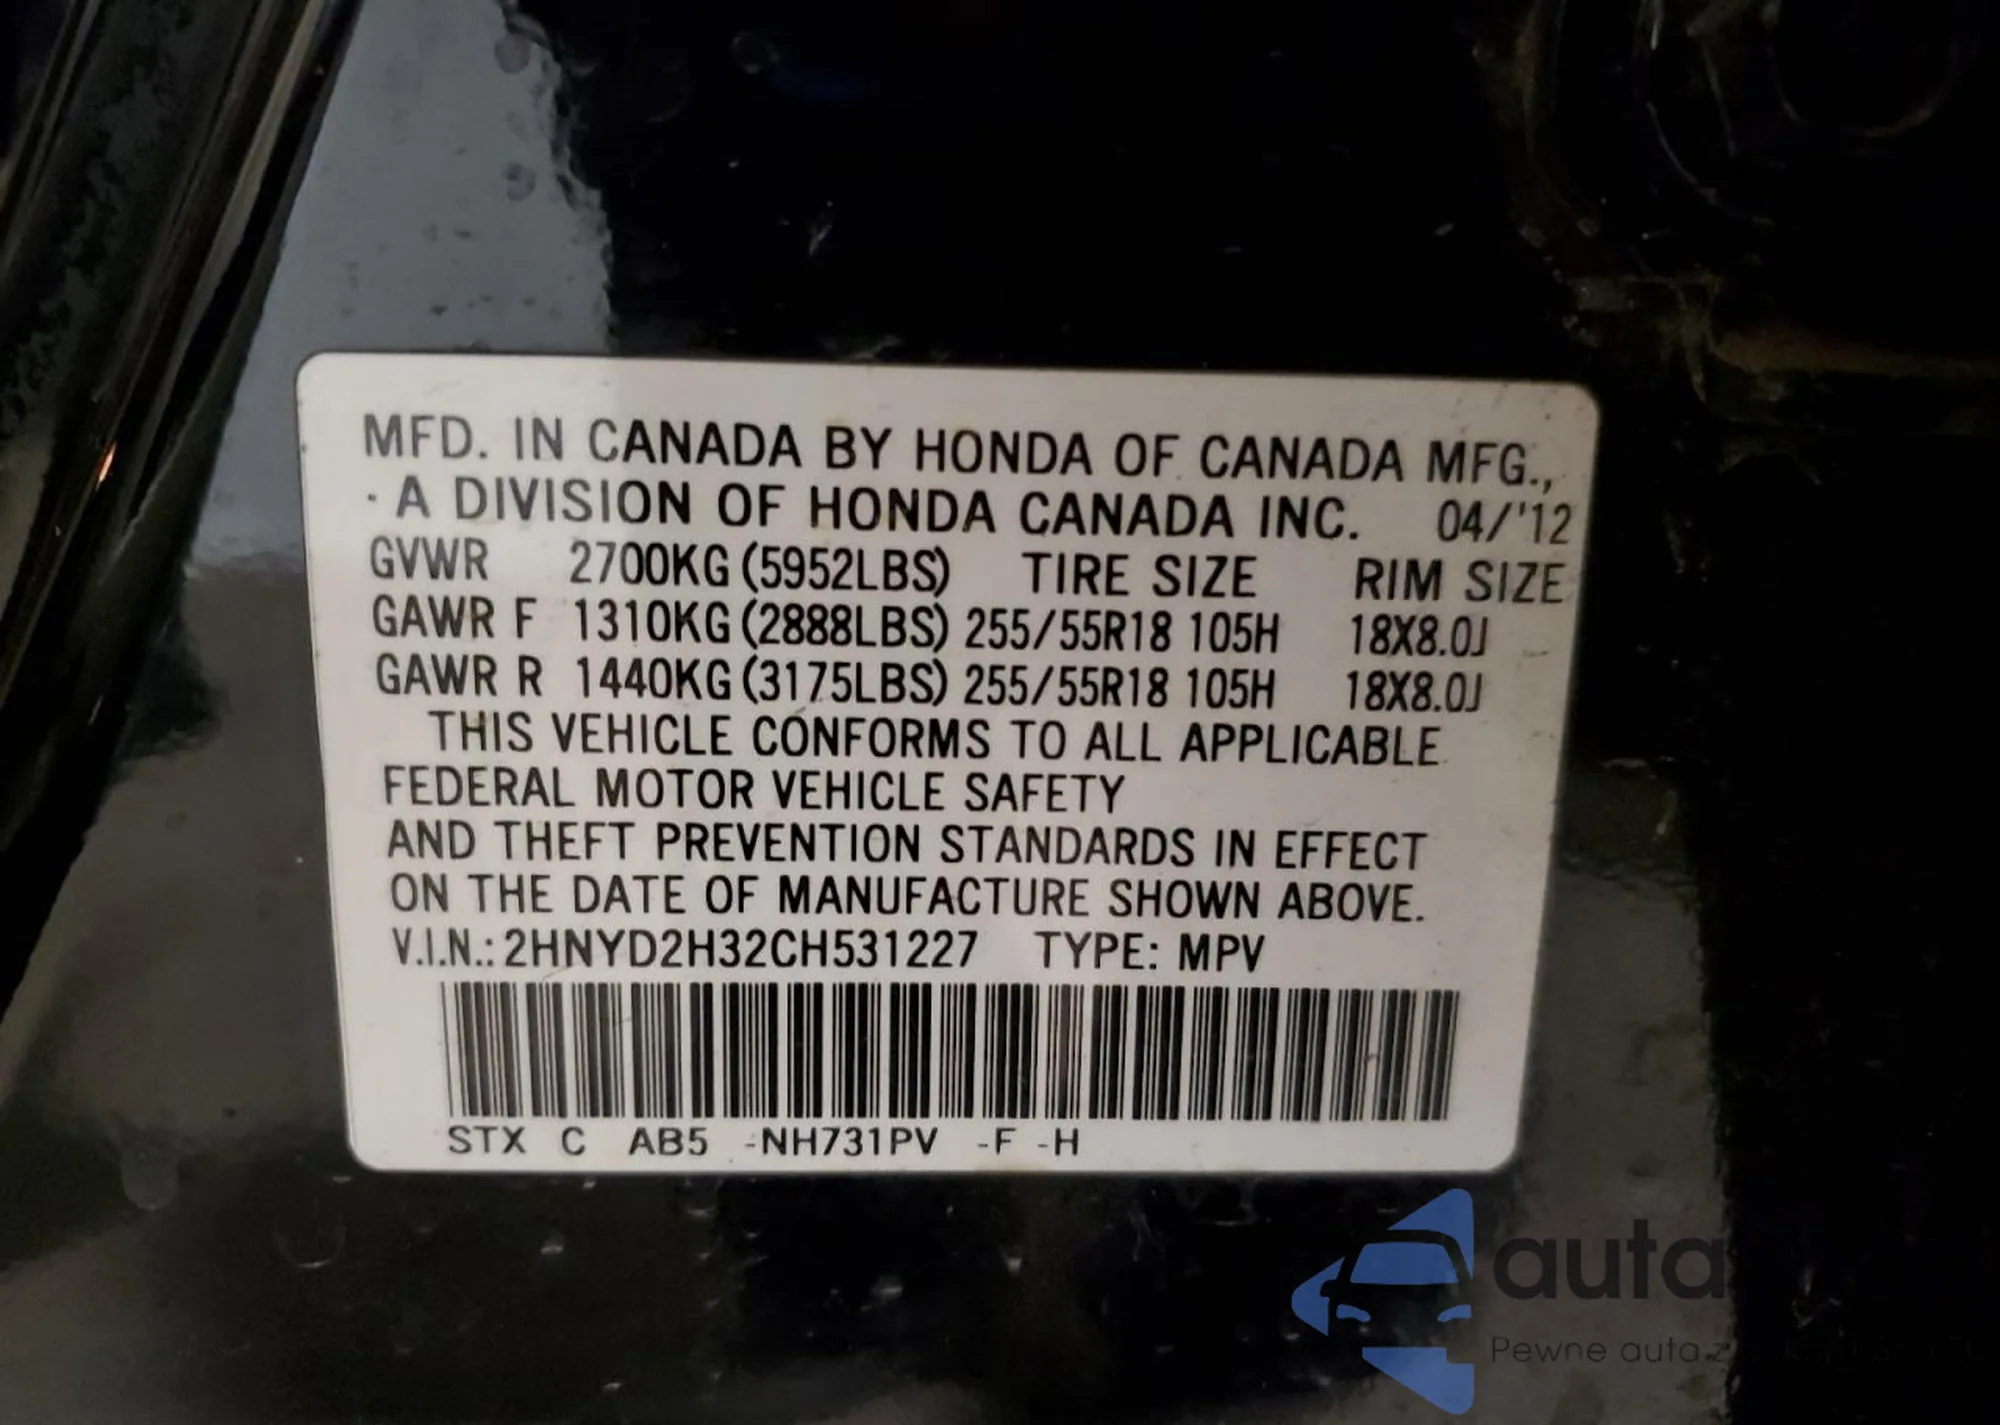 MFD. IN CANADA BY HONDA OF CANADA MFG.,
A DIVISION OF HONDA CANADA INC. 04/'12
GVWR 2700KG (5952LBS) TIRE SIZE RIM SIZE
GAWR F 1310KG (2888LBS) 255/55R18 105H 18X8.0J
GAWR R 1440KG (3175LBS) 255/55R18 105H 18X8.0J
THIS VEHICLE CONFORMS TO ALL APPLICABLE
FEDERAL MOTOR VEHICLE SAFETY
AND THEFT PREVENTION STANDARDS IN EFFECT
ON THE DATE OF MANUFACTURE SHOWN ABOVE.
V.I.N.: 2HNYD2H32CH531227 TYPE: MPV
STX C AB5 -NH731PV -F -H
auta
Pewne auta z